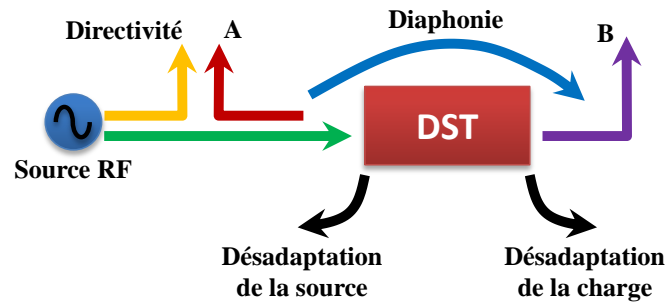 Directivité
A
Diaphonie
B
DST
Source RF
Désadaptation
de la source
Désadaptation
de la charge